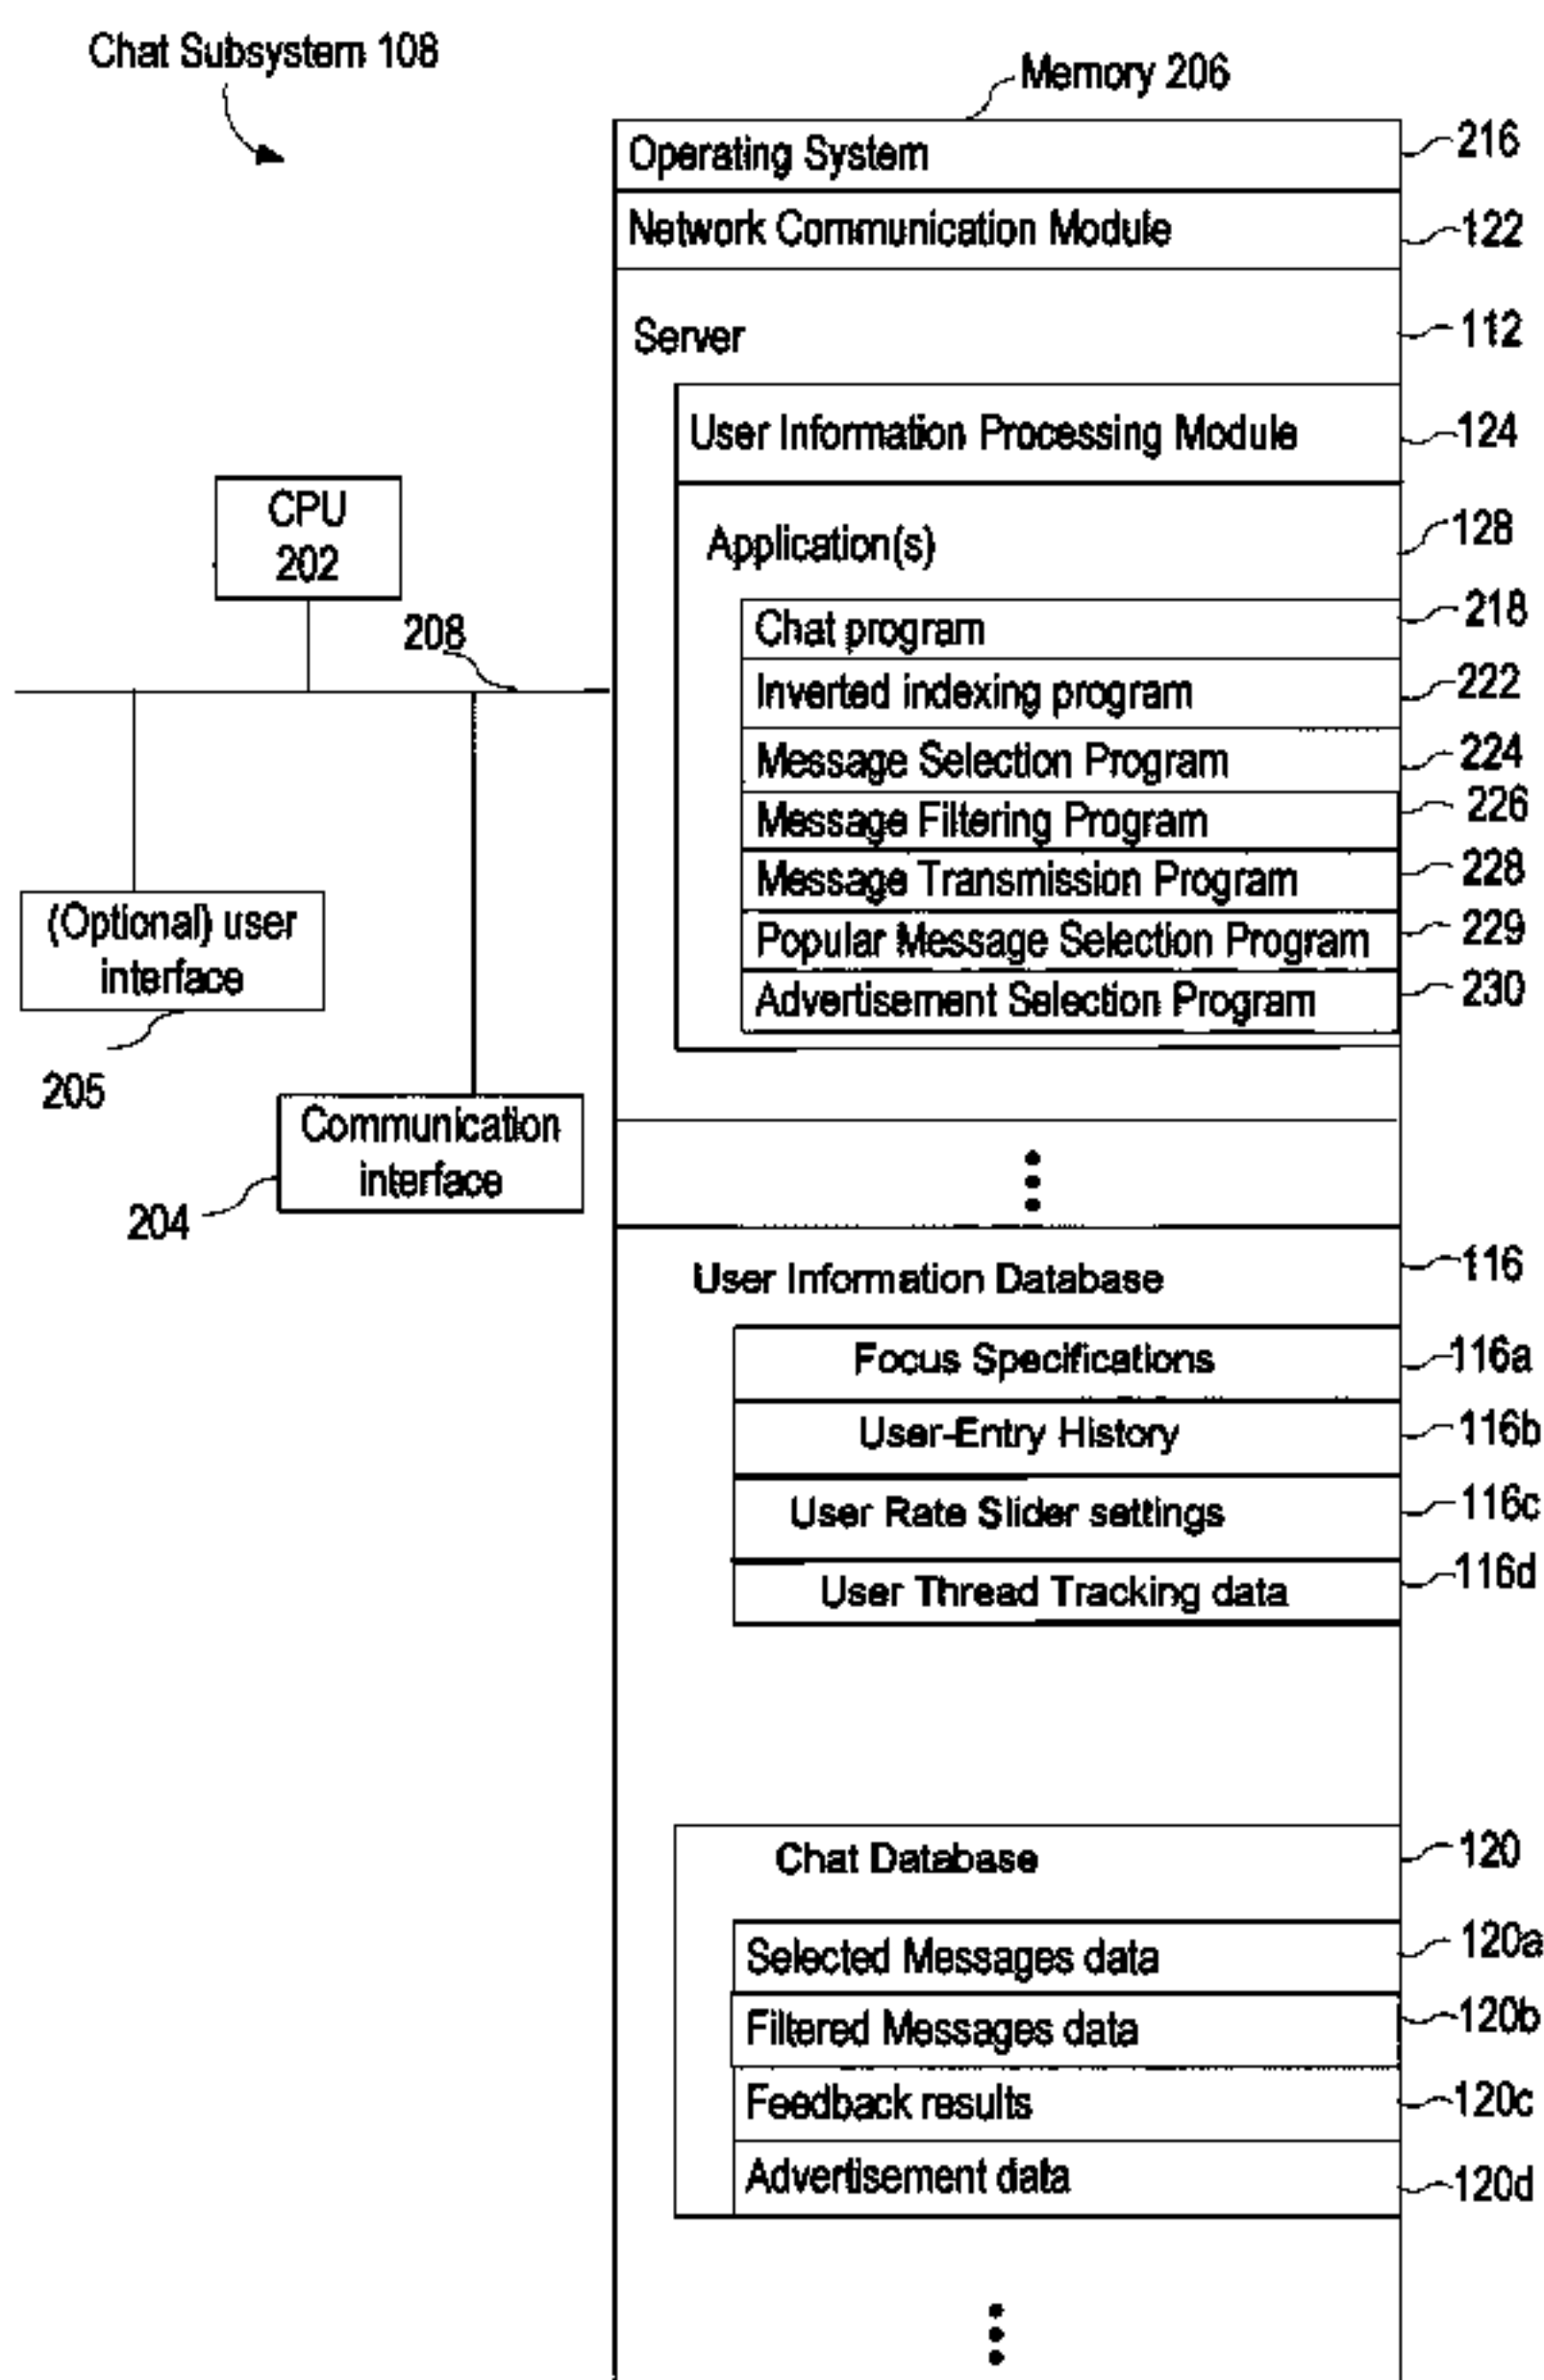 Chat Subsystem 108
Memory 206
Operating System 216
Network Communication Module 122
Server 112
User Information Processing Module 124
Application(s) 128
Chat program 218
Inverted indexing program 222
Message Selection Program 224
Message Filtering Program 226
Message Transmission Program 228
Popular Message Selection Program 229
Advertisement Selection Program 230
CPU
202
208
(Optional) user
interface
205
Communication
interface
204
User Information Database 116
Focus Specifications 116a
User-Entry History 116b
User Rate Slider settings 116c
User Thread Tracking data 116d
Chat Database 120
Selected Messages data 120a
Filtered Messages data 120b
Feedback results 120c
Advertisement data 120d